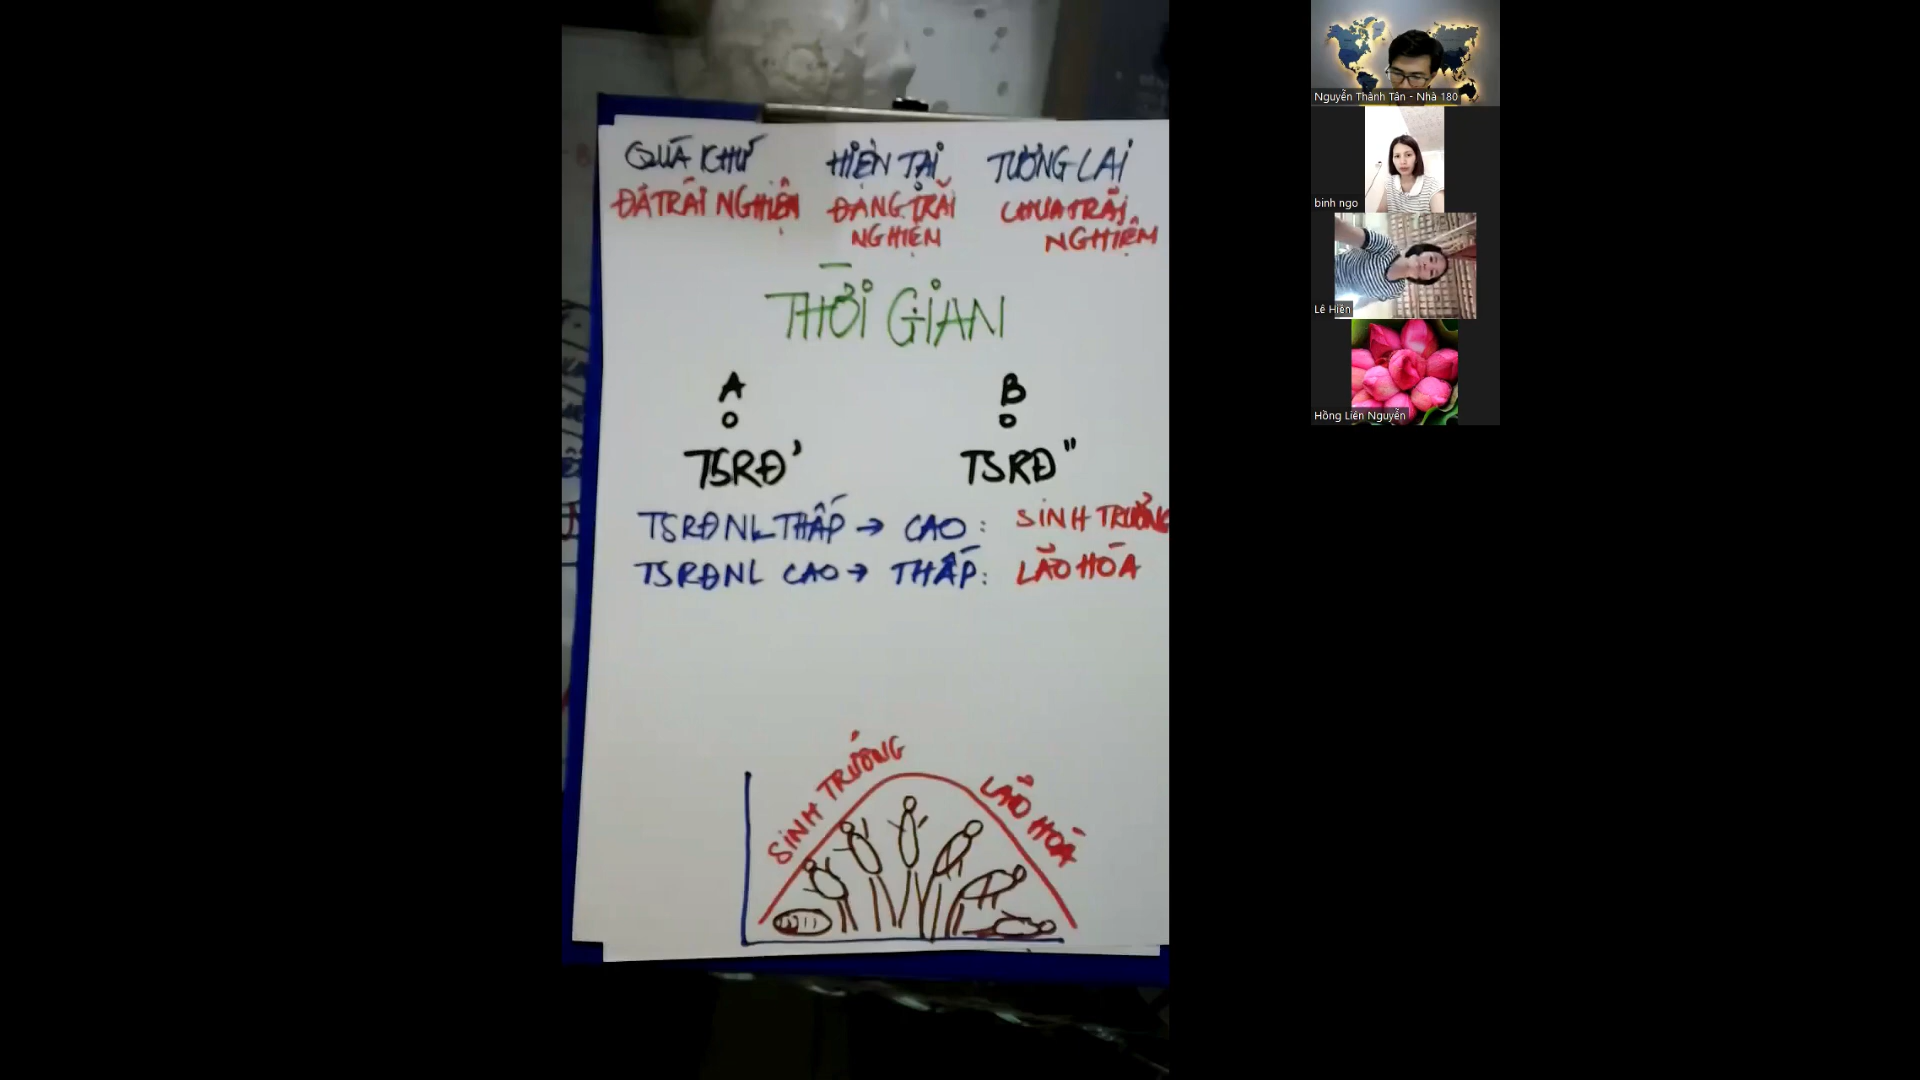 QUÁ KHỨ HIỆN TẠI TƯƠNG LAI
ĐÃ TRẢI NGHIỆM ĐANG TRẢI NGHIỆM CHƯA TRẢI NGHIỆM
THỜI GIAN
A B
TSRĐ' TSRĐ"
TSRĐNL THẤP → CAO: SINH TRƯỞNG
TSRĐNL CAO → THẤP: LÃO HÓA
SINH TRƯỞNG LÃO HOÁ
Nguyễn Thành Tân - Nhà 180
binh ngo
Lê Hiền
Hồng Liên Nguyễn